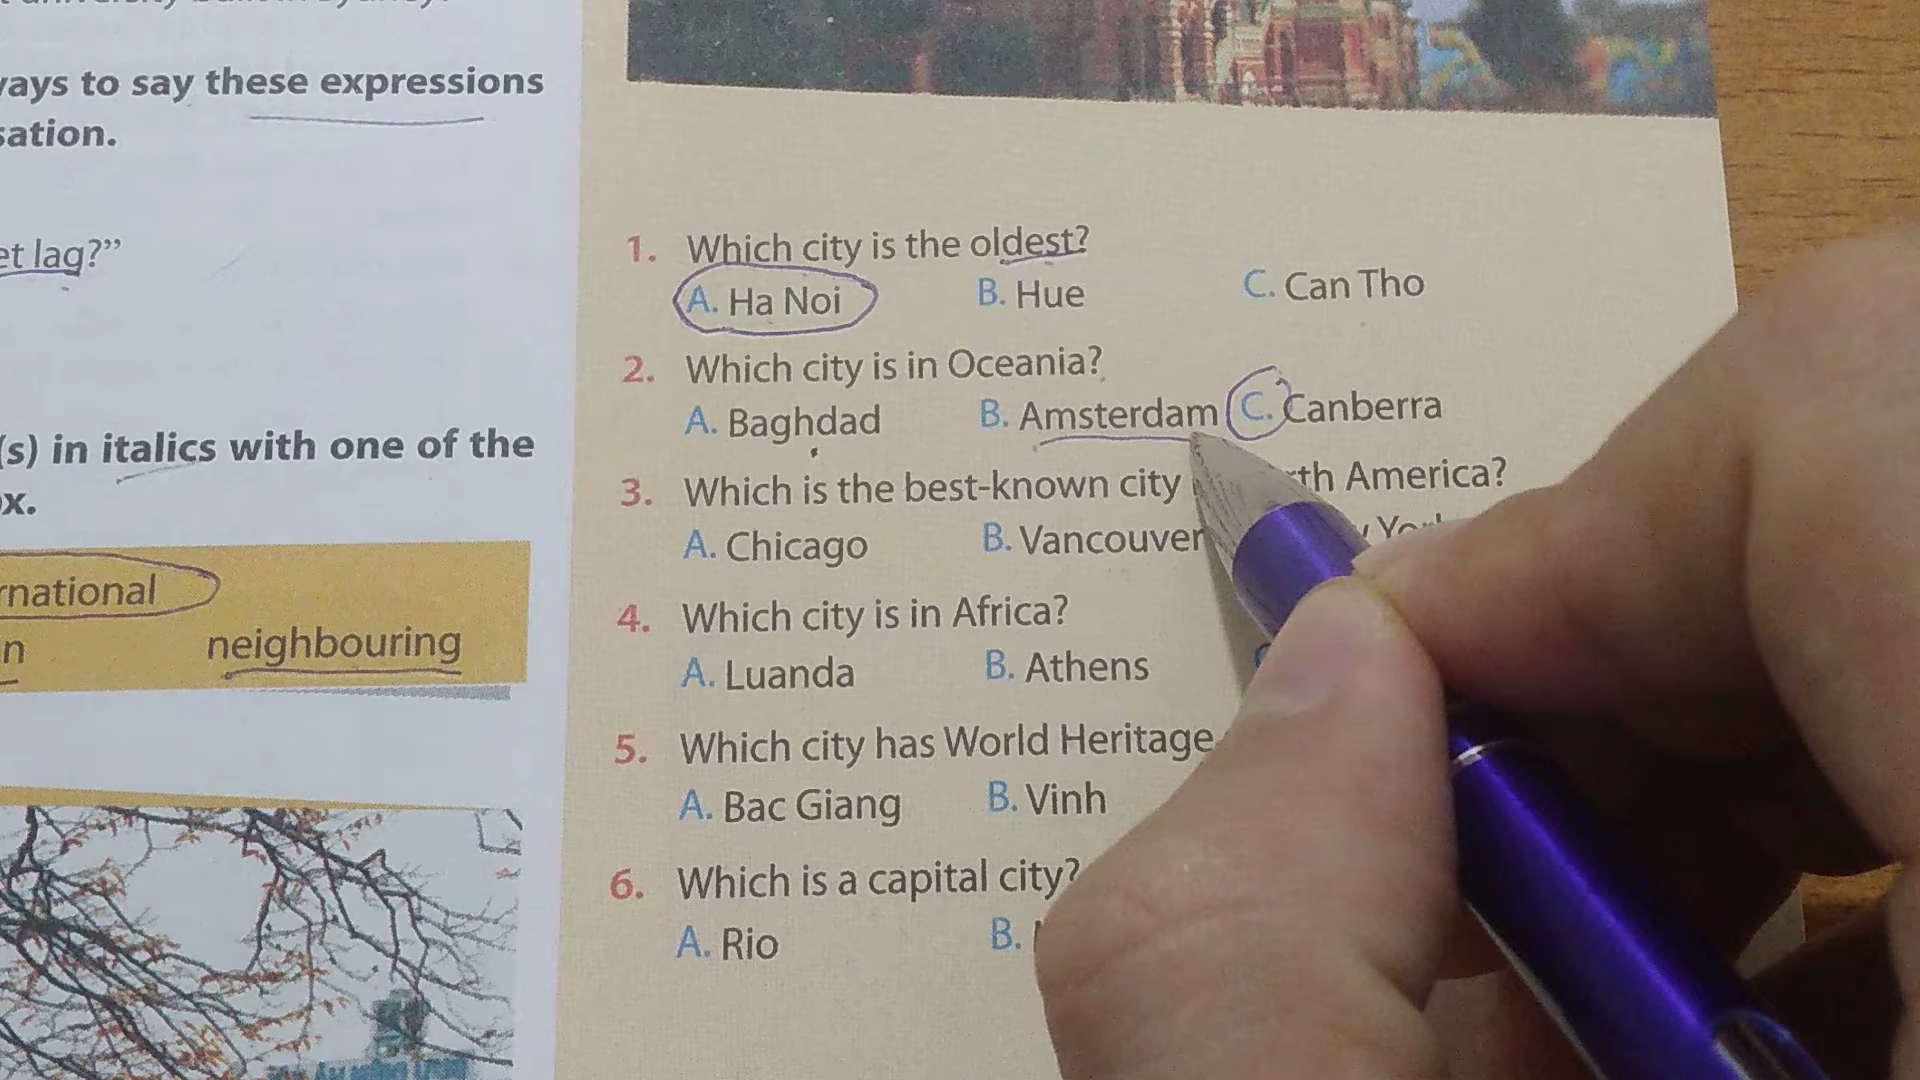 ways to say these expressions
sation.
et lag?”
(s) in italics with one of the
x.
rnational
n
neighbouring
1. Which city is the oldest?
A. Ha Noi B. Hue C. Can Tho
2. Which city is in Oceania?
A. Baghdad B. Amsterdam C. Canberra
3. Which is the best-known city th America?
A. Chicago B. Vancouver
4. Which city is in Africa?
A. Luanda B. Athens
5. Which city has World Heritage
A. Bac Giang B. Vinh
6. Which is a capital city?
A. Rio B.